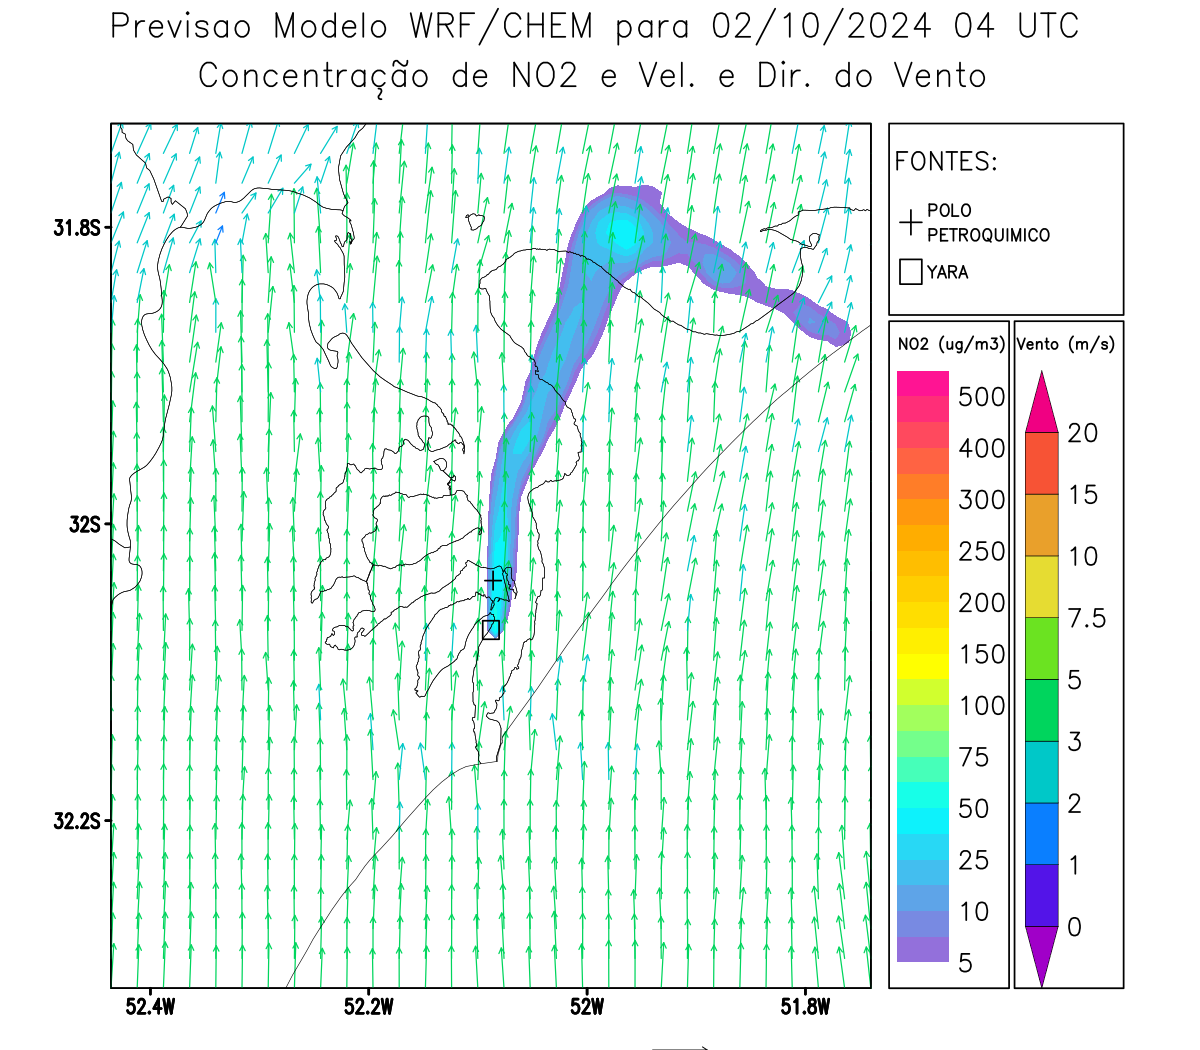 Previsao Modelo WRF/CHEM para 02/10/2024 04 UTC
Concentração de NO2 e Vel. e Dir. do Vento
FONTES:
POLO
PETROQUIMICO
YARA
NO2 (ug/m3)
500
400
300
250
200
150
100
75
50
25
10
5
Vento (m/s)
20
15
10
7.5
5
3
2
1
0
31.8S
32S
32.2S
52.4W
52.2W
52W
51.8W